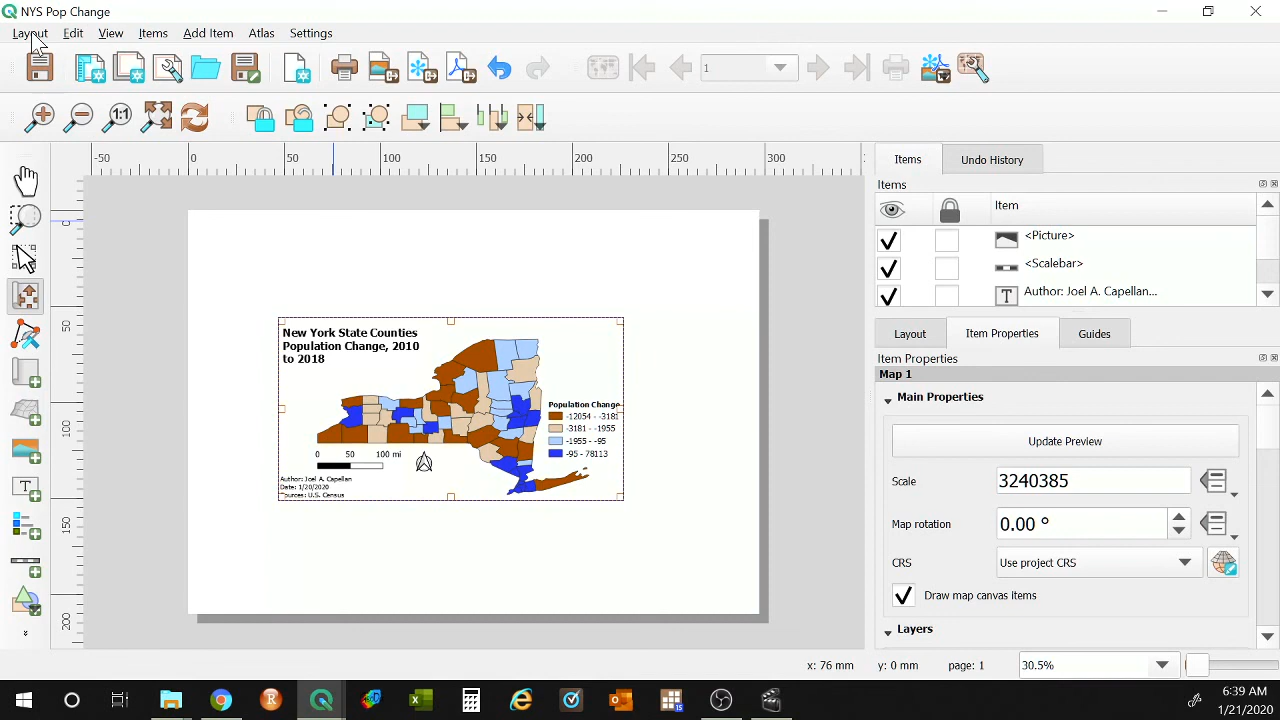 NYS Pop Change
Layout Edit View Items Add Item Atlas Settings
1
1:1
-50 0 50 100 150 200 250 300
0
50
100
150
200
Items Undo History
Items
Item
<Picture>
<Scalebar>
Author: Joel A. Capellan...
Layout Item Properties Guides
Item Properties
Map 1
Main Properties
Update Preview
Scale 3240385
Map rotation 0.00 °
CRS Use project CRS
Draw map canvas items
Layers
New York State Counties
Population Change, 2010
to 2018
Population Change
-12054 - -3181
-3181 - -1955
-1955 - -95
-95 - 78113
0 50 100 mi
Author: Joel A. Capellan
Date: 1/20/2020
Sources: U.S. Census
x: 76 mm y: 0 mm page: 1 30.5%
6:39 AM
1/21/2020